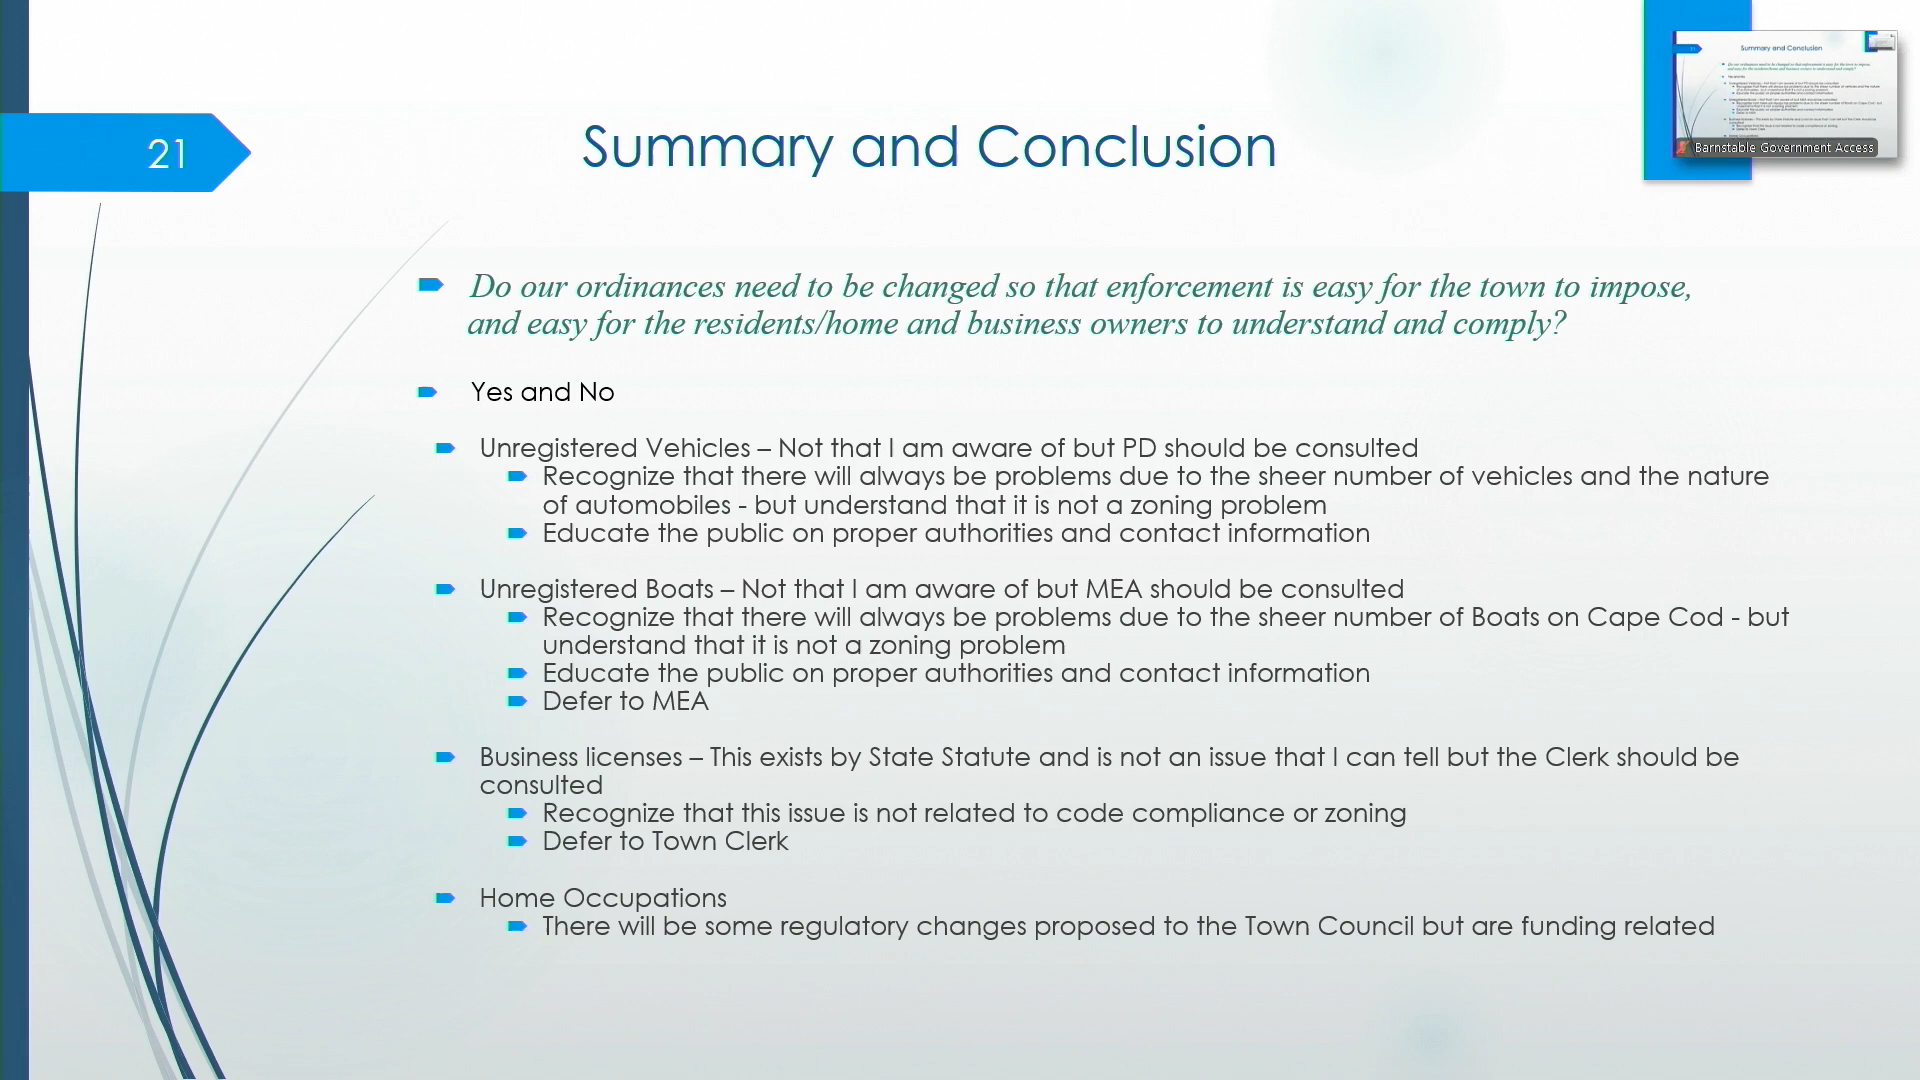 21
Summary and Conclusion
Do our ordinances need to be changed so that enforcement is easy for the town to impose,
and easy for the residents/home and business owners to understand and comply?
Yes and No
Unregistered Vehicles – Not that I am aware of but PD should be consulted
Recognize that there will always be problems due to the sheer number of vehicles and the nature
of automobiles - but understand that it is not a zoning problem
Educate the public on proper authorities and contact information
Unregistered Boats – Not that I am aware of but MEA should be consulted
Recognize that there will always be problems due to the sheer number of Boats on Cape Cod - but
understand that it is not a zoning problem
Educate the public on proper authorities and contact information
Defer to MEA
Business licenses – This exists by State Statute and is not an issue that I can tell but the Clerk should be
consulted
Recognize that this issue is not related to code compliance or zoning
Defer to Town Clerk
Home Occupations
There will be some regulatory changes proposed to the Town Council but are funding related
Summary and Conclusion
Barnstable Government Access